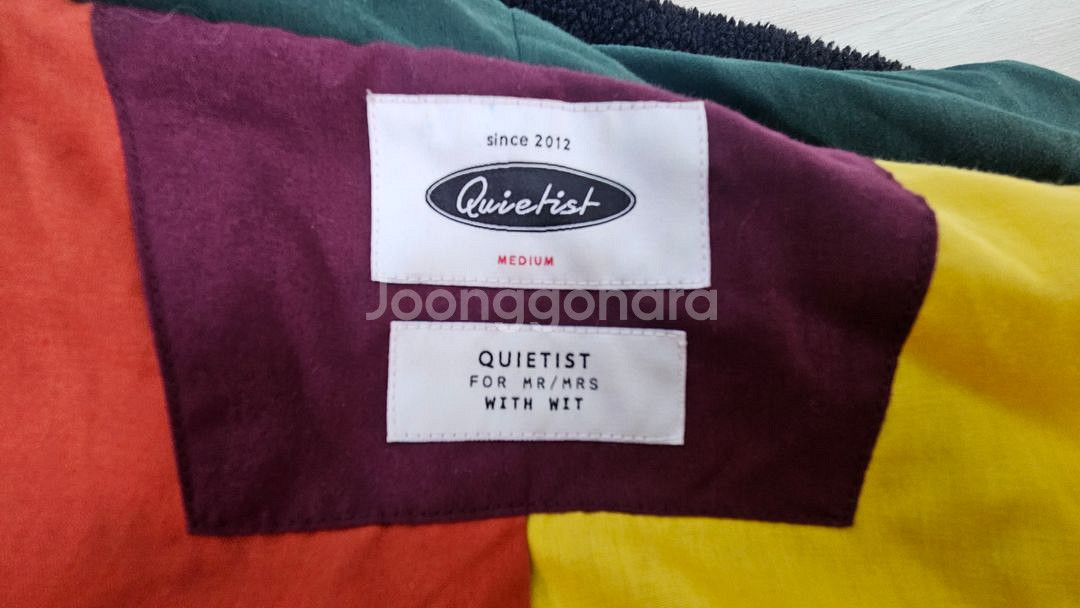 since 2012
Quietist
MEDIUM
Joonggonara
QUIETIST
FOR MR/MRS
WITH WIT